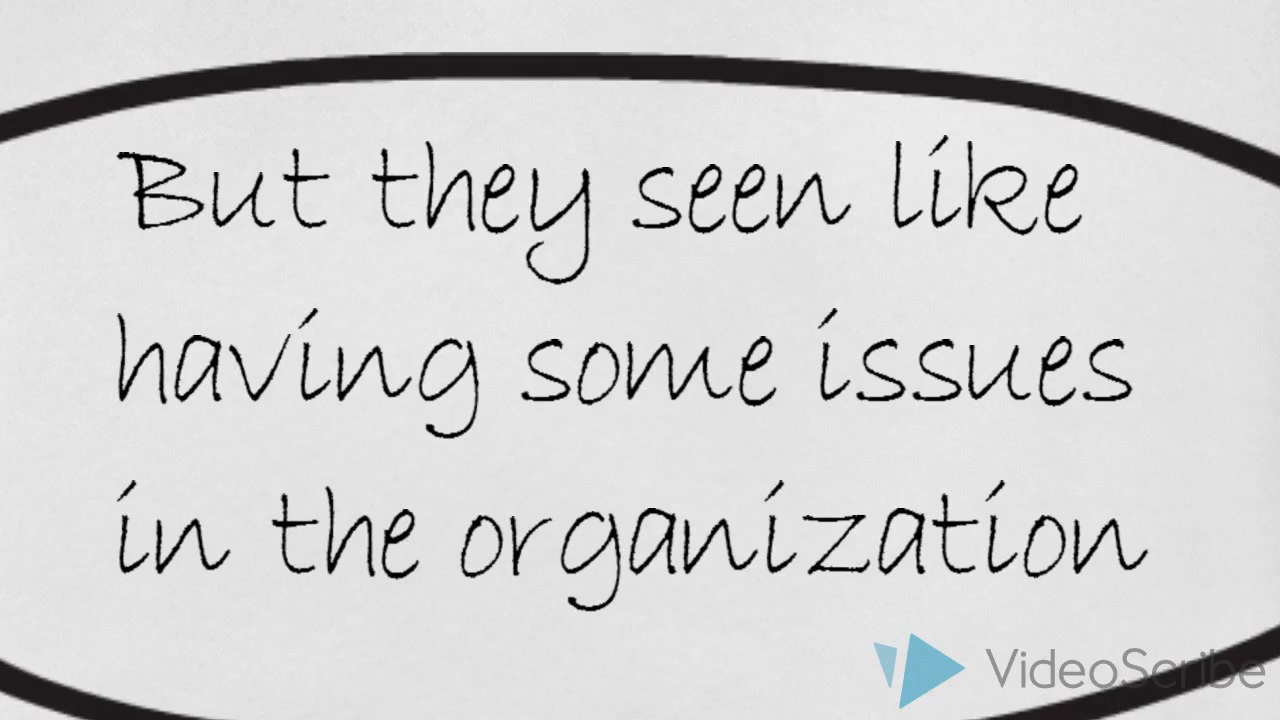 But they seen like
having some issues
in the organization
VideoScribe